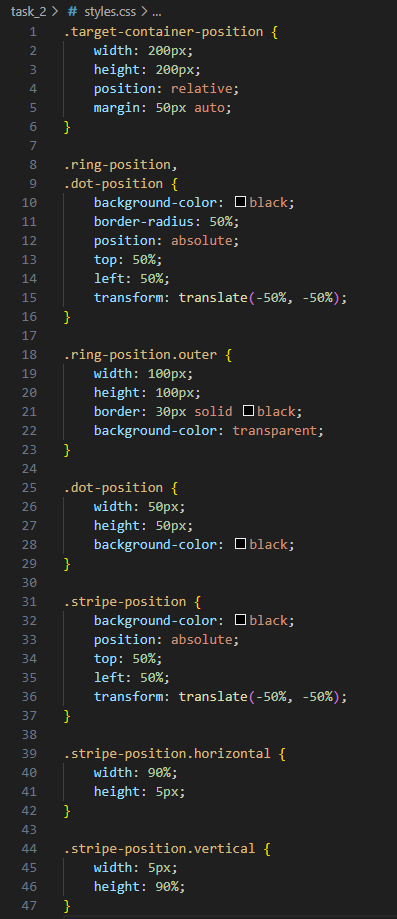 task_2 > # styles.css > ...
1 .target-container-position {
2 width: 200px;
3 height: 200px;
4 position: relative;
5 margin: 50px auto;
6 }
7
8 .ring-position,
9 .dot-position {
10 background-color: black;
11 border-radius: 50%;
12 position: absolute;
13 top: 50%;
14 left: 50%;
15 transform: translate(-50%, -50%);
16 }
17
18 .ring-position.outer {
19 width: 100px;
20 height: 100px;
21 border: 30px solid black;
22 background-color: transparent;
23 }
24
25 .dot-position {
26 width: 50px;
27 height: 50px;
28 background-color: black;
29 }
30
31 .stripe-position {
32 background-color: black;
33 position: absolute;
34 top: 50%;
35 left: 50%;
36 transform: translate(-50%, -50%);
37 }
38
39 .stripe-position.horizontal {
40 width: 90%;
41 height: 5px;
42 }
43
44 .stripe-position.vertical {
45 width: 5px;
46 height: 90%;
47 }